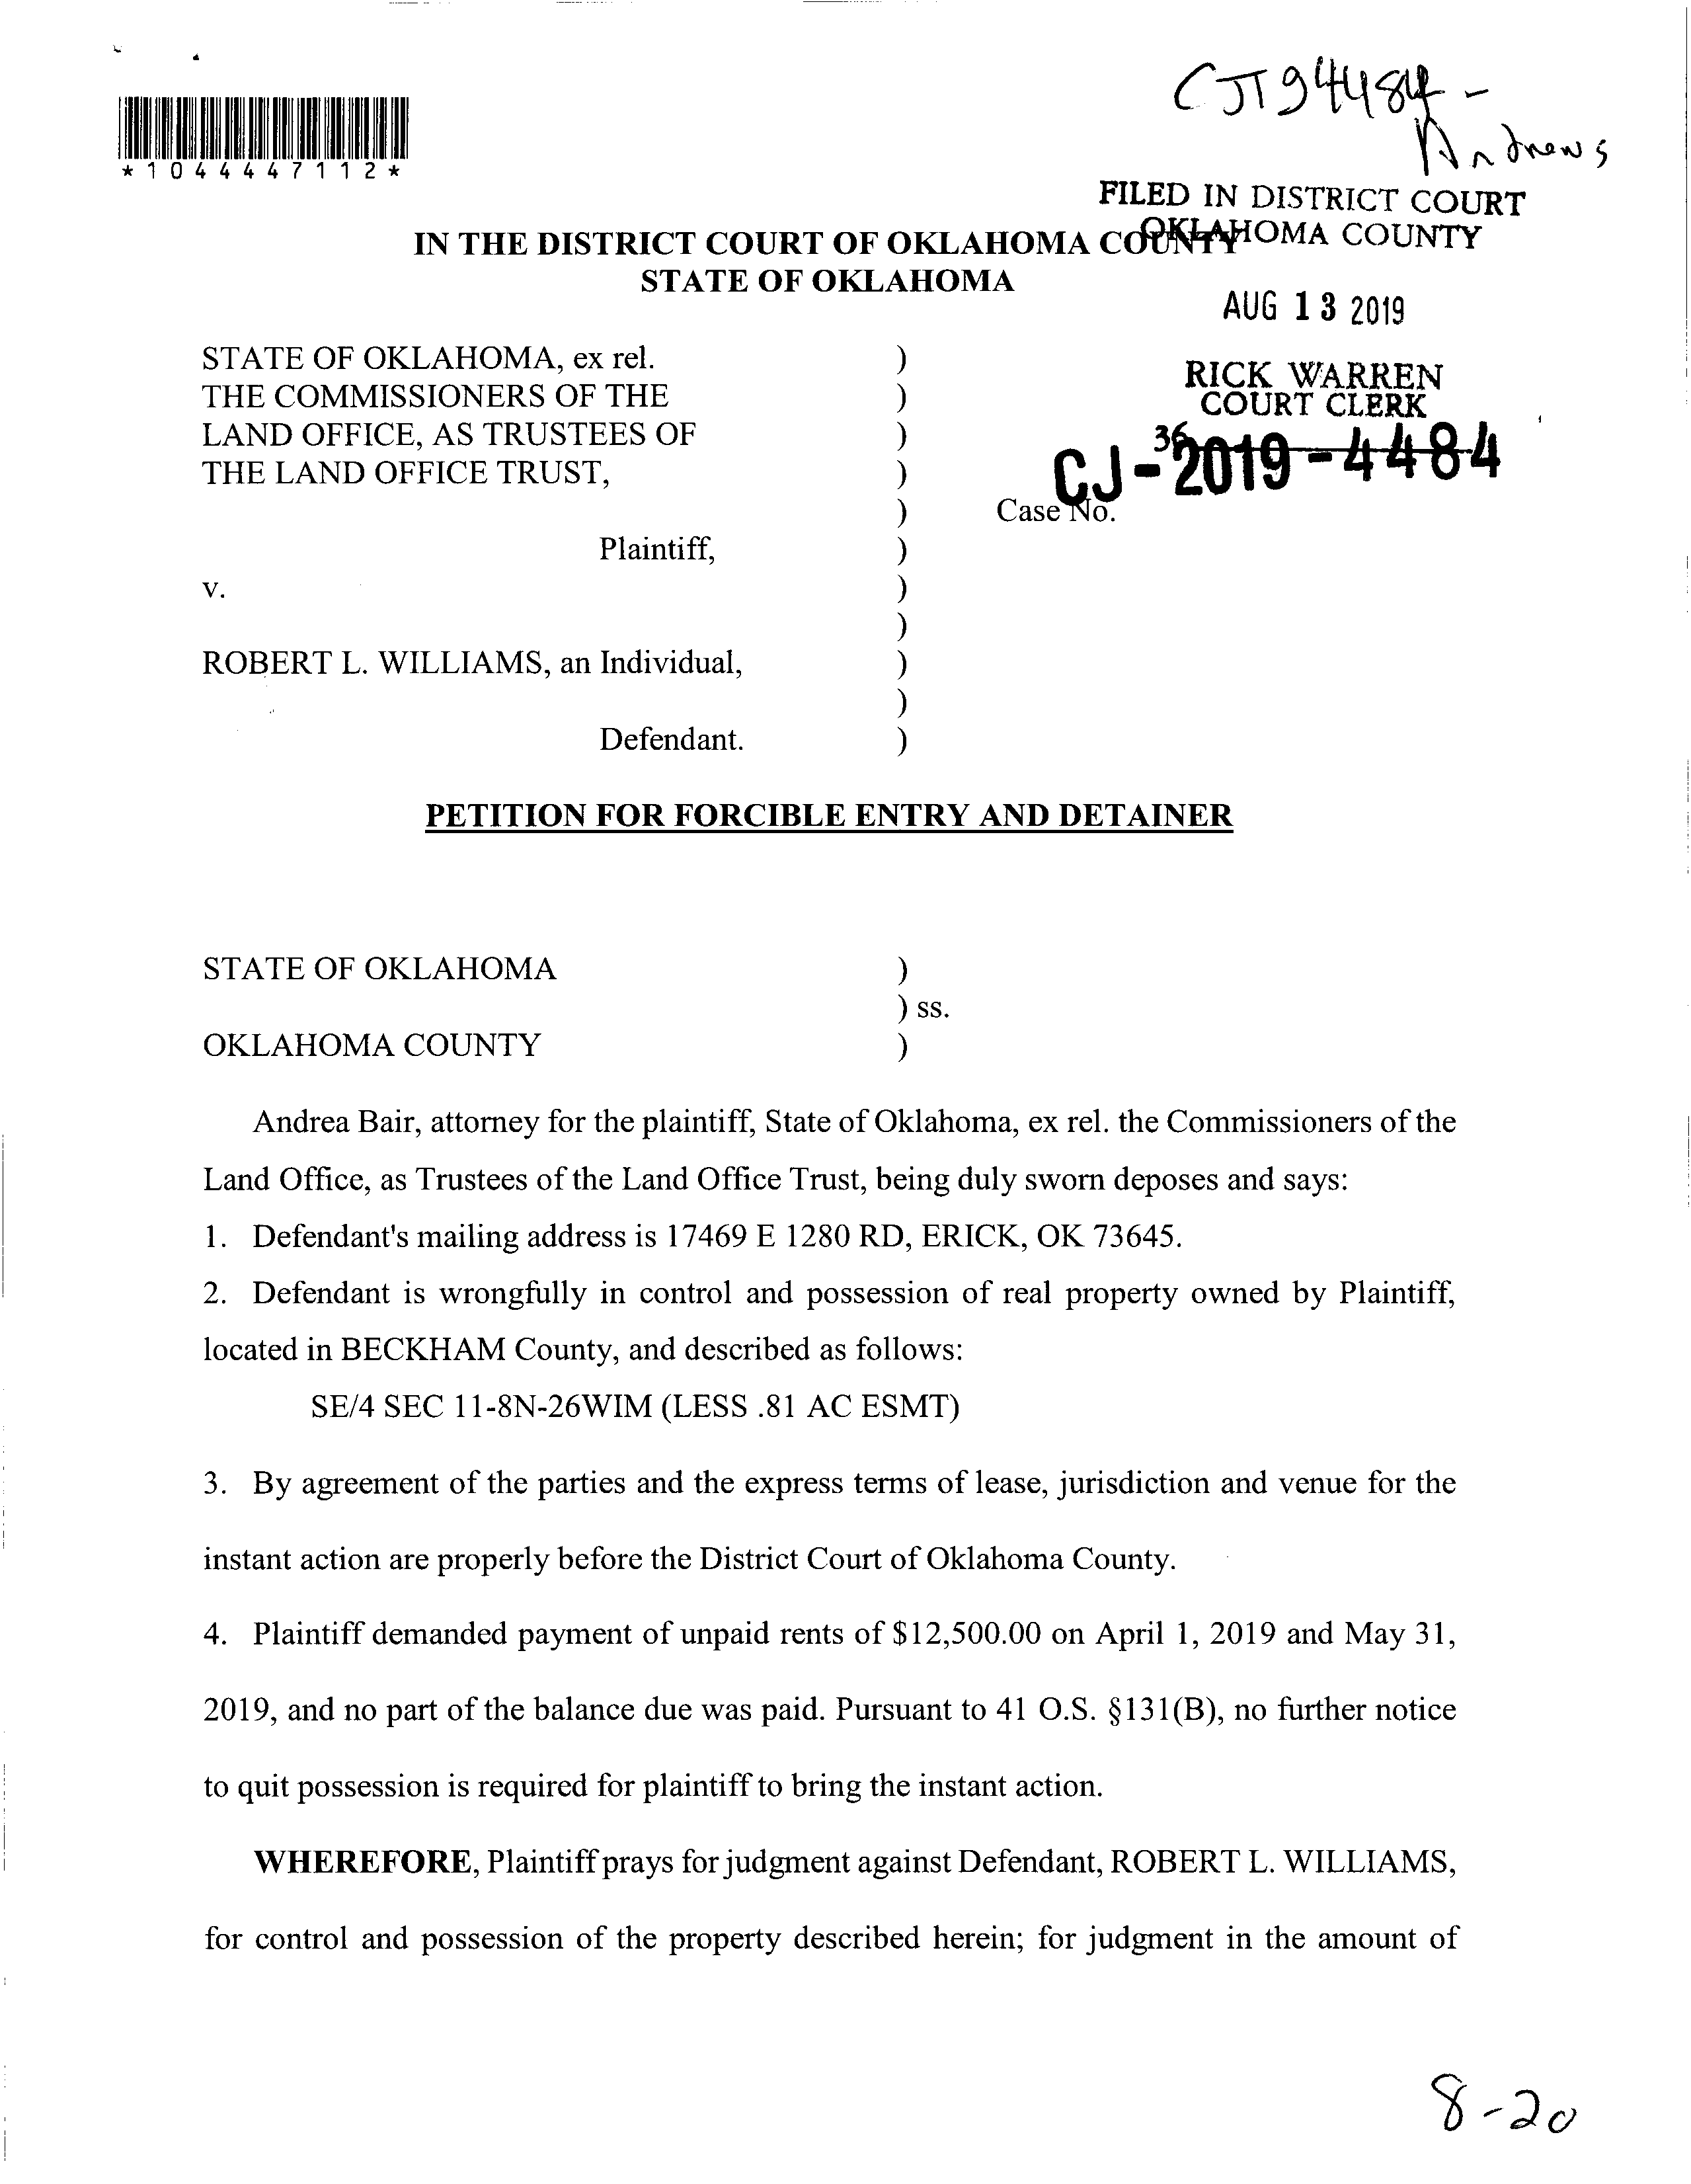 CJ194484-
Andrews
*1044447112*
FILED IN DISTRICT COURT
OKLAHOMA COUNTY
IN THE DISTRICT COURT OF OKLAHOMA COUNTY
STATE OF OKLAHOMA
AUG 13 2019
STATE OF OKLAHOMA, ex rel. )
THE COMMISSIONERS OF THE )
LAND OFFICE, AS TRUSTEES OF )
THE LAND OFFICE TRUST, )
)
Plaintiff, )
v. )
)
ROBERT L. WILLIAMS, an Individual, )
)
Defendant. )
RICK WARREN
COURT CLERK
36
CJ-2019-4484
Case No.
PETITION FOR FORCIBLE ENTRY AND DETAINER
STATE OF OKLAHOMA )
) ss.
OKLAHOMA COUNTY )
Andrea Bair, attorney for the plaintiff, State of Oklahoma, ex rel. the Commissioners of the
Land Office, as Trustees of the Land Office Trust, being duly sworn deposes and says:
1. Defendant's mailing address is 17469 E 1280 RD, ERICK, OK 73645.
2. Defendant is wrongfully in control and possession of real property owned by Plaintiff,
located in BECKHAM County, and described as follows:
SE/4 SEC 11-8N-26WIM (LESS .81 AC ESMT)
3. By agreement of the parties and the express terms of lease, jurisdiction and venue for the
instant action are properly before the District Court of Oklahoma County.
4. Plaintiff demanded payment of unpaid rents of $12,500.00 on April 1, 2019 and May 31,
2019, and no part of the balance due was paid. Pursuant to 41 O.S. §131(B), no further notice
to quit possession is required for plaintiff to bring the instant action.
WHEREFORE, Plaintiff prays for judgment against Defendant, ROBERT L. WILLIAMS,
for control and possession of the property described herein; for judgment in the amount of
8-20